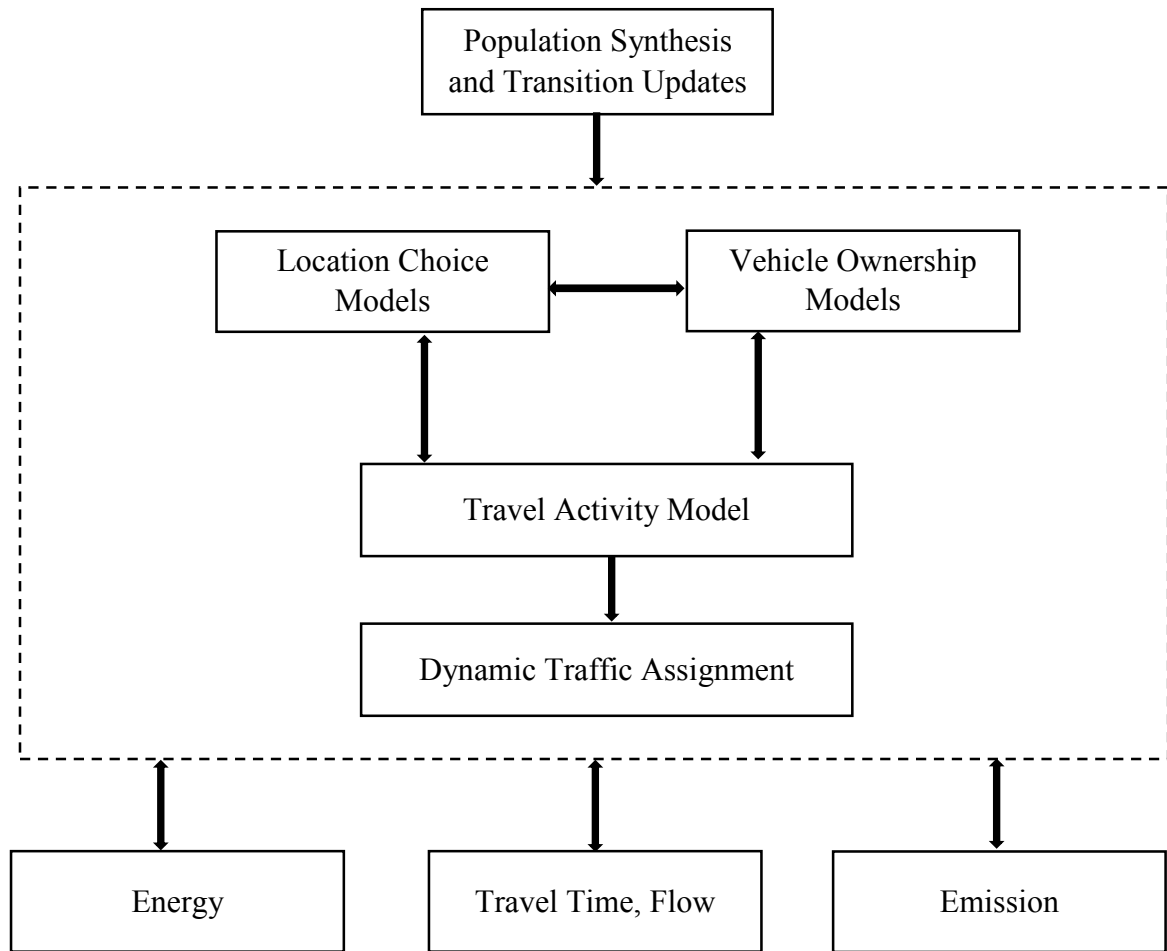 Population Synthesis
and Transition Updates
Location Choice
Models
Vehicle Ownership
Models
Travel Activity Model
Dynamic Traffic Assignment
Energy
Travel Time, Flow
Emission